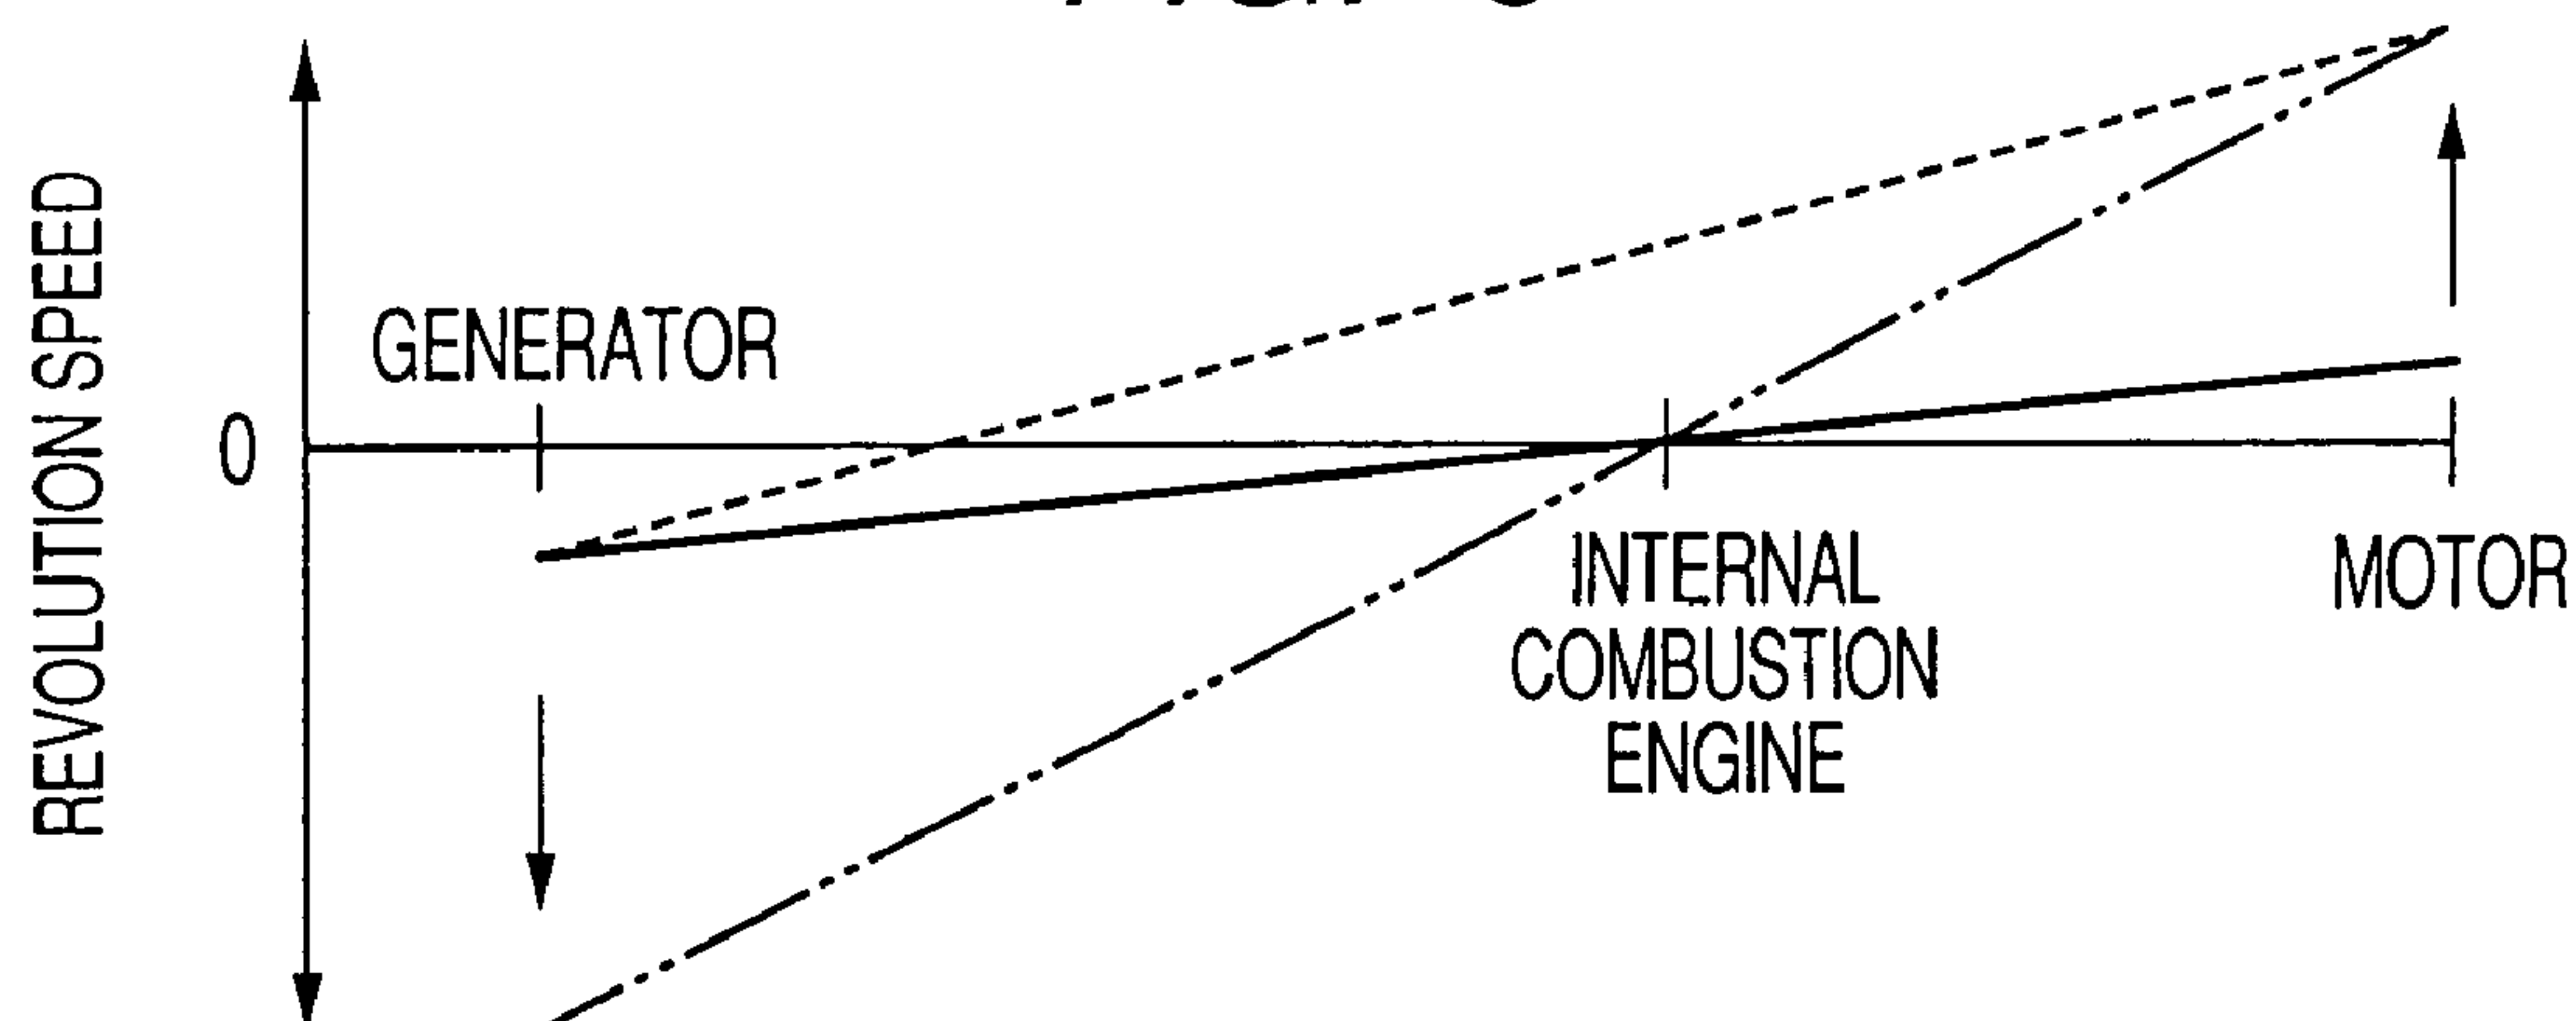 REVOLUTION SPEED
0
GENERATOR
INTERNAL
COMBUSTION
ENGINE
MOTOR